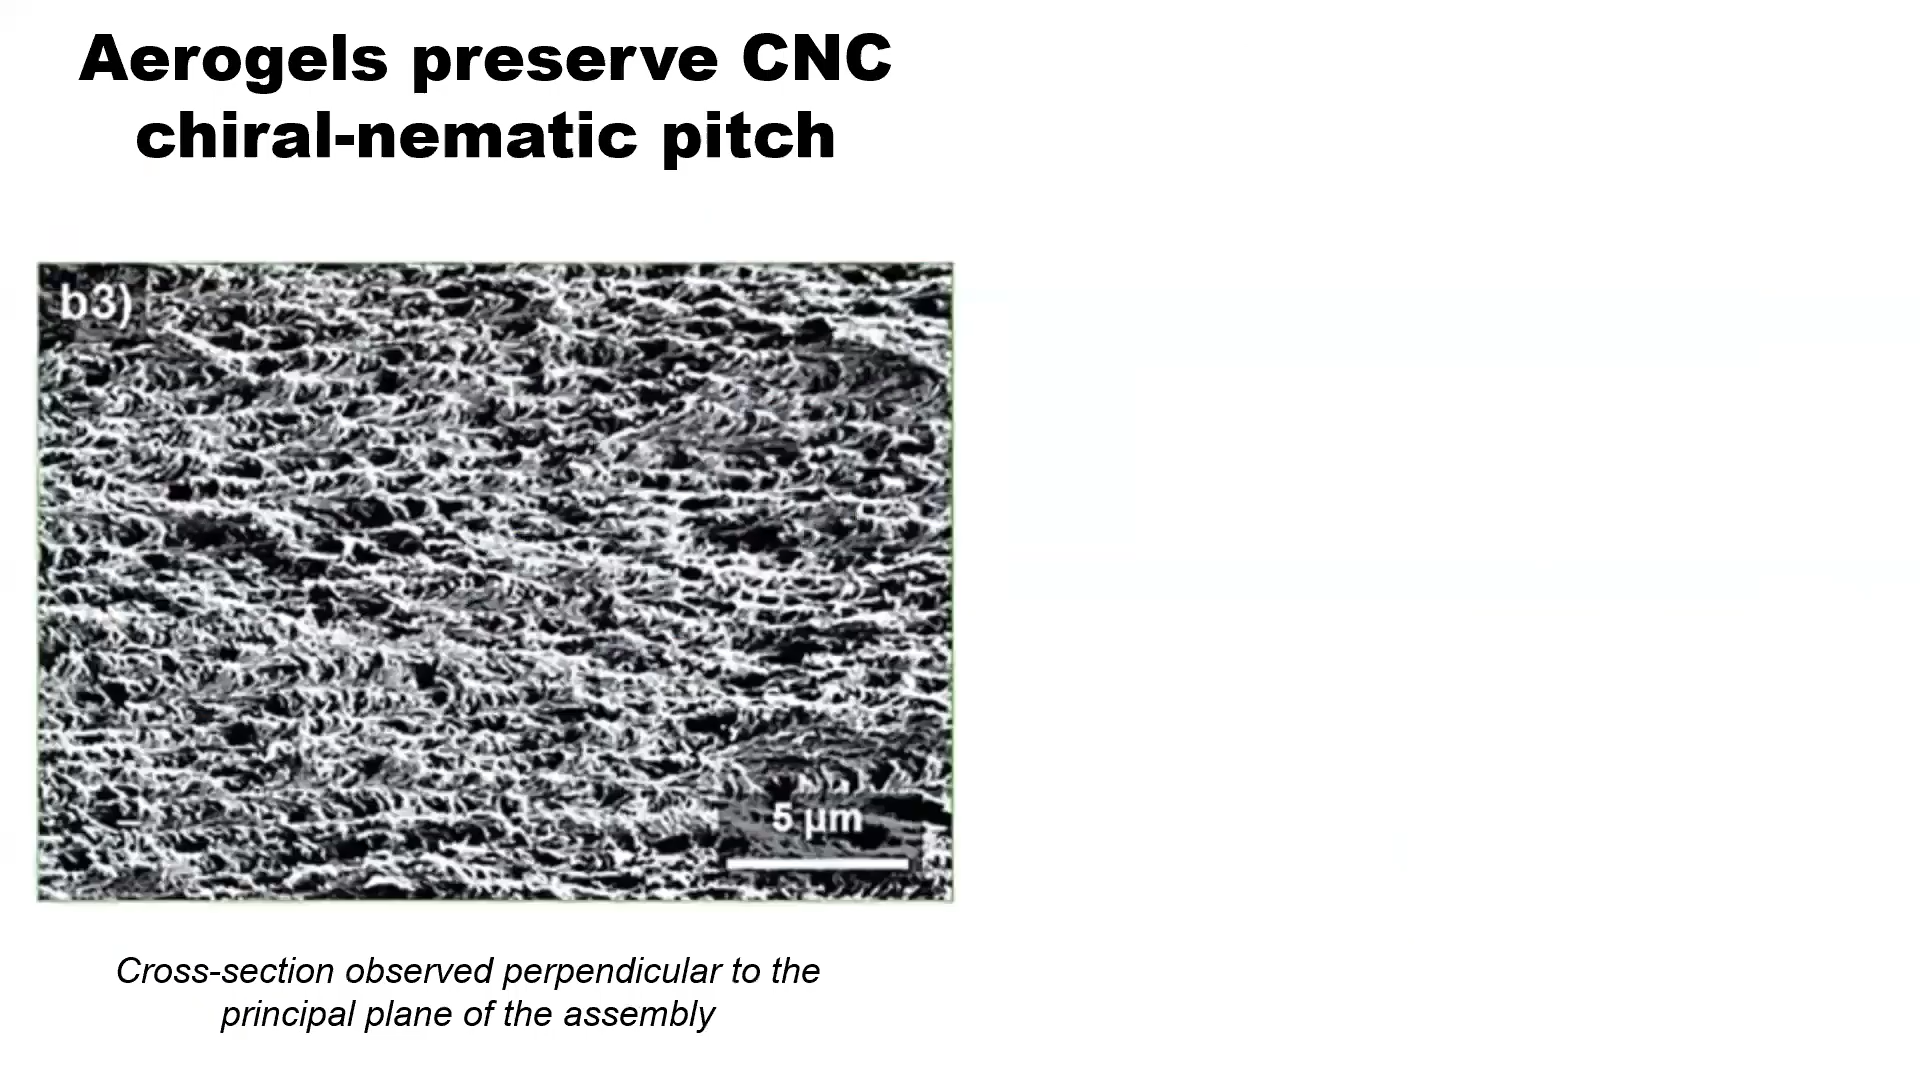 Aerogels preserve CNC
chiral-nematic pitch
b3)
5 μm
Cross-section observed perpendicular to the
principal plane of the assembly